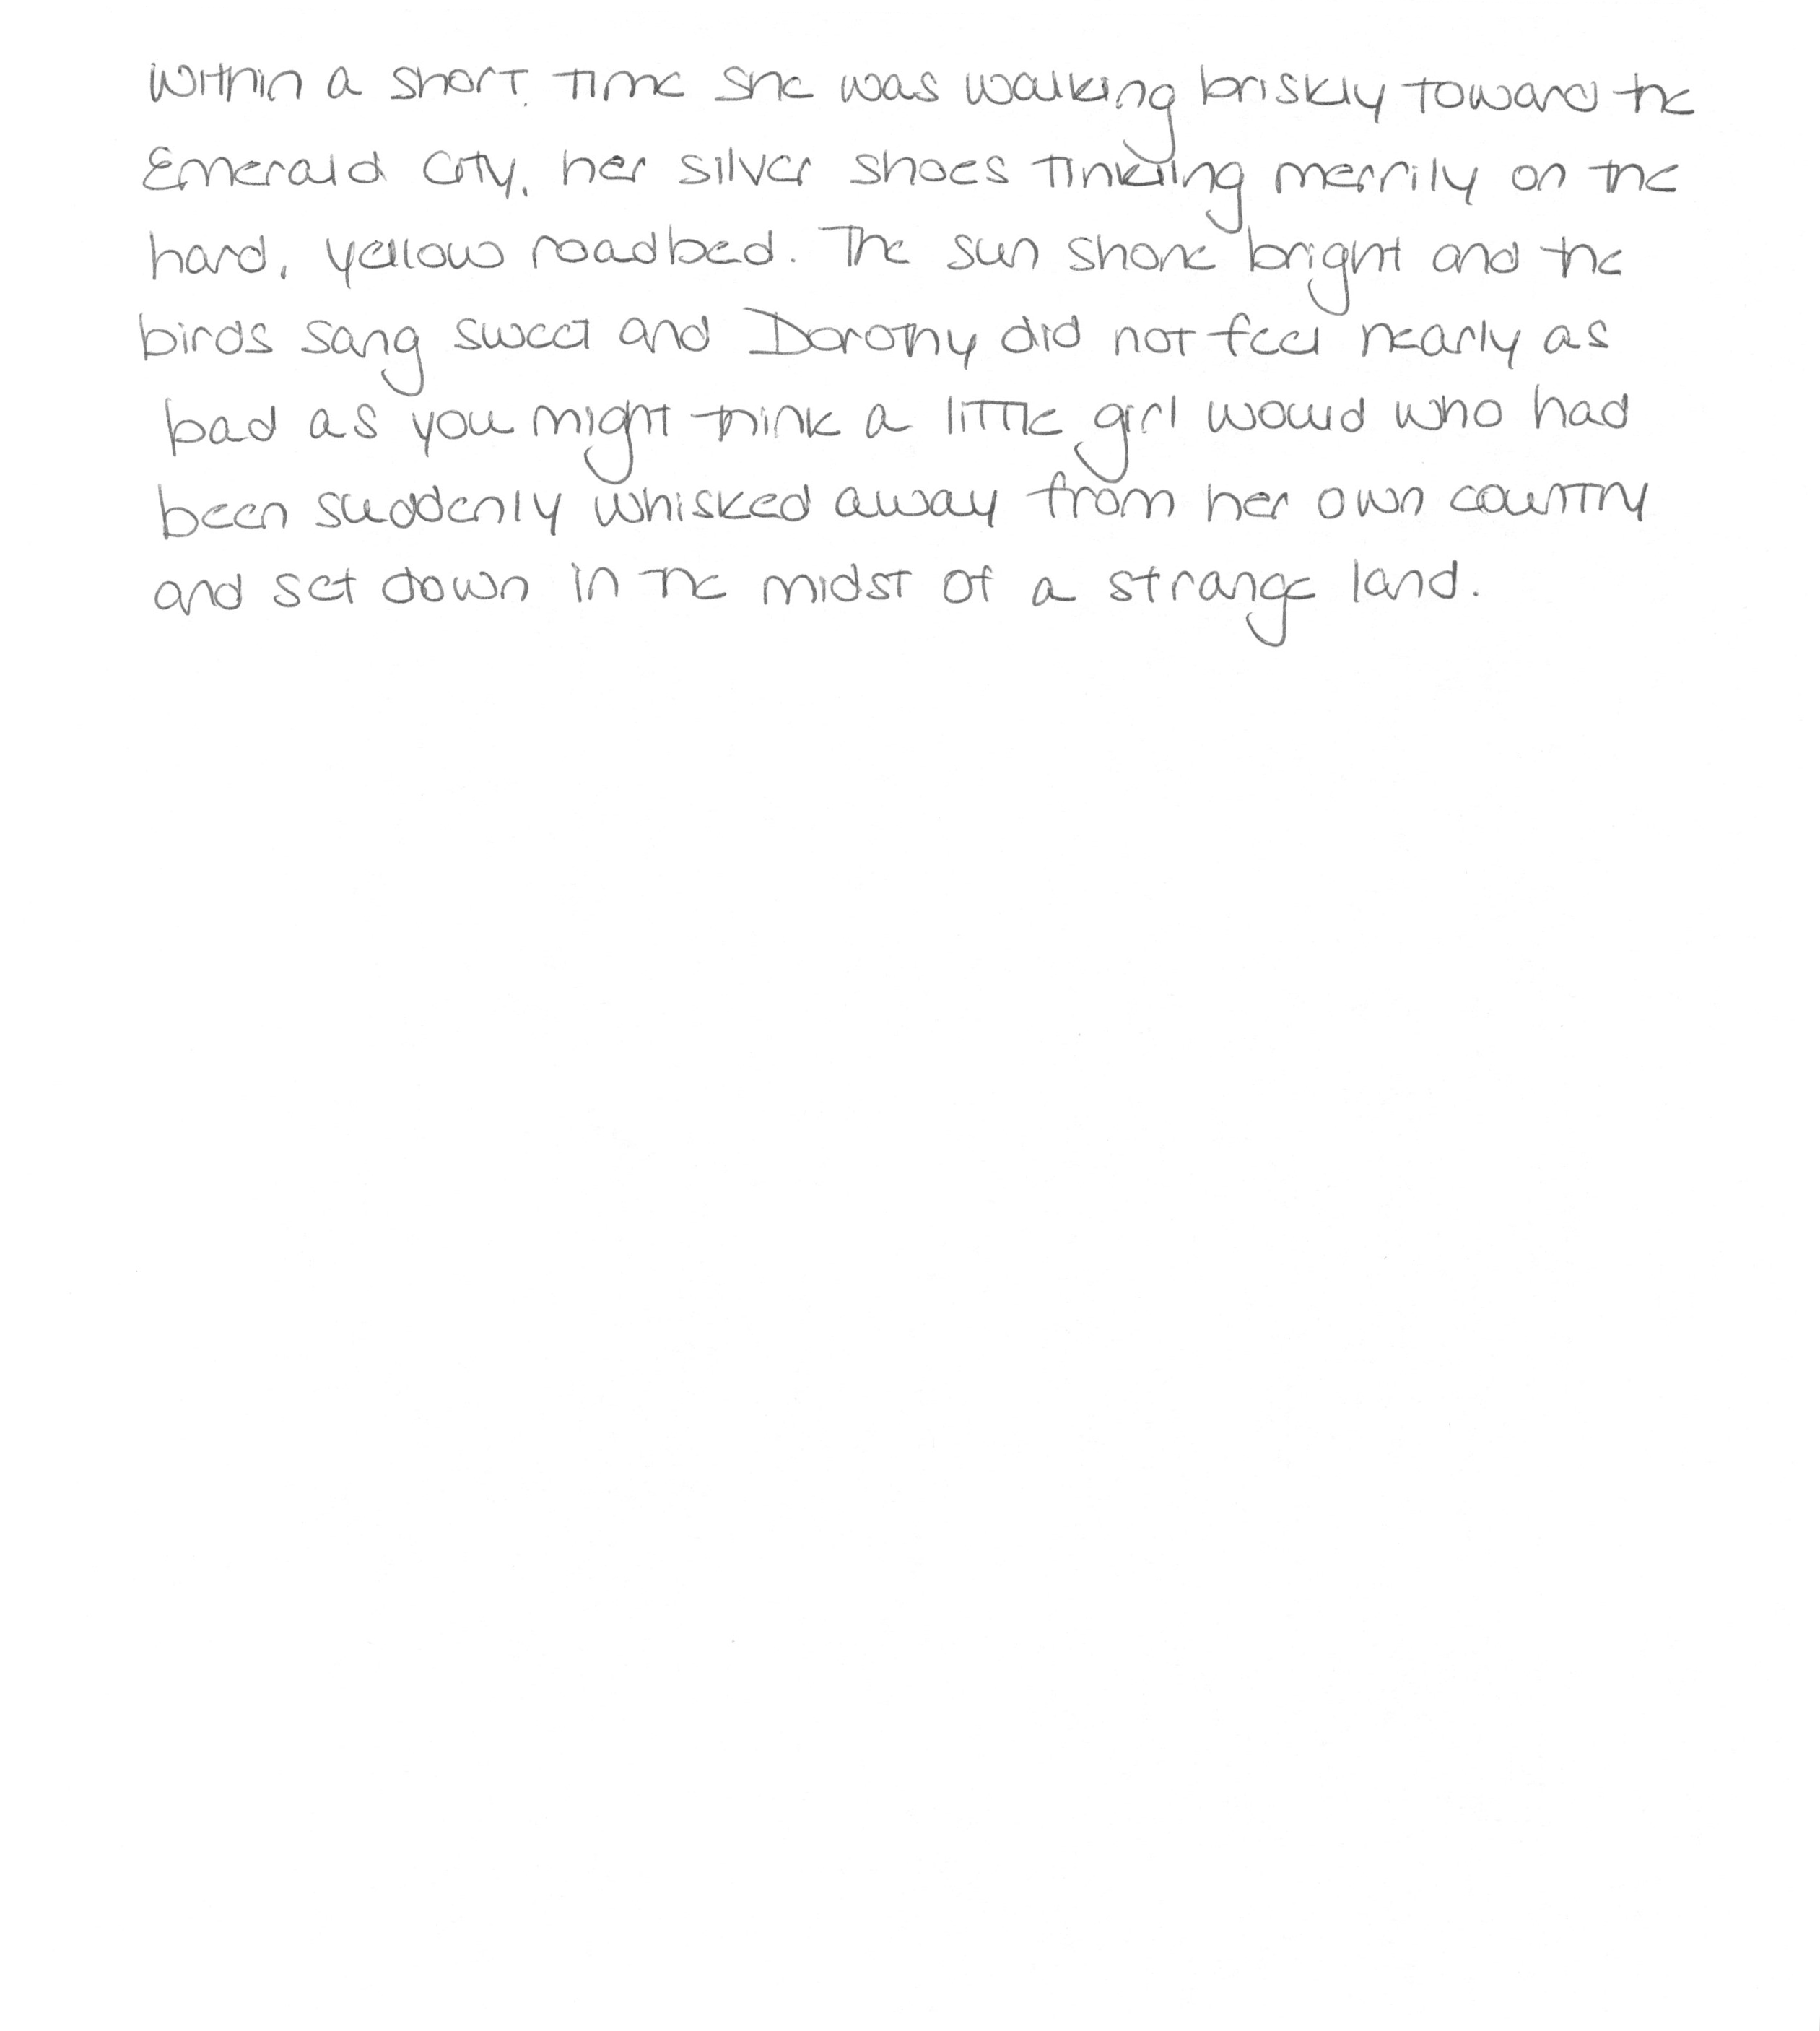 Within a short time she was walking briskly toward the
Emerald City, her silver shoes tinkling merrily on the
hard, yellow roadbed. The sun shone bright and the
birds sang sweet and Dorothy did not feel nearly as
bad as you might think a little girl would who had
been suddenly whisked away from her own country
and set down in the midst of a strange land.